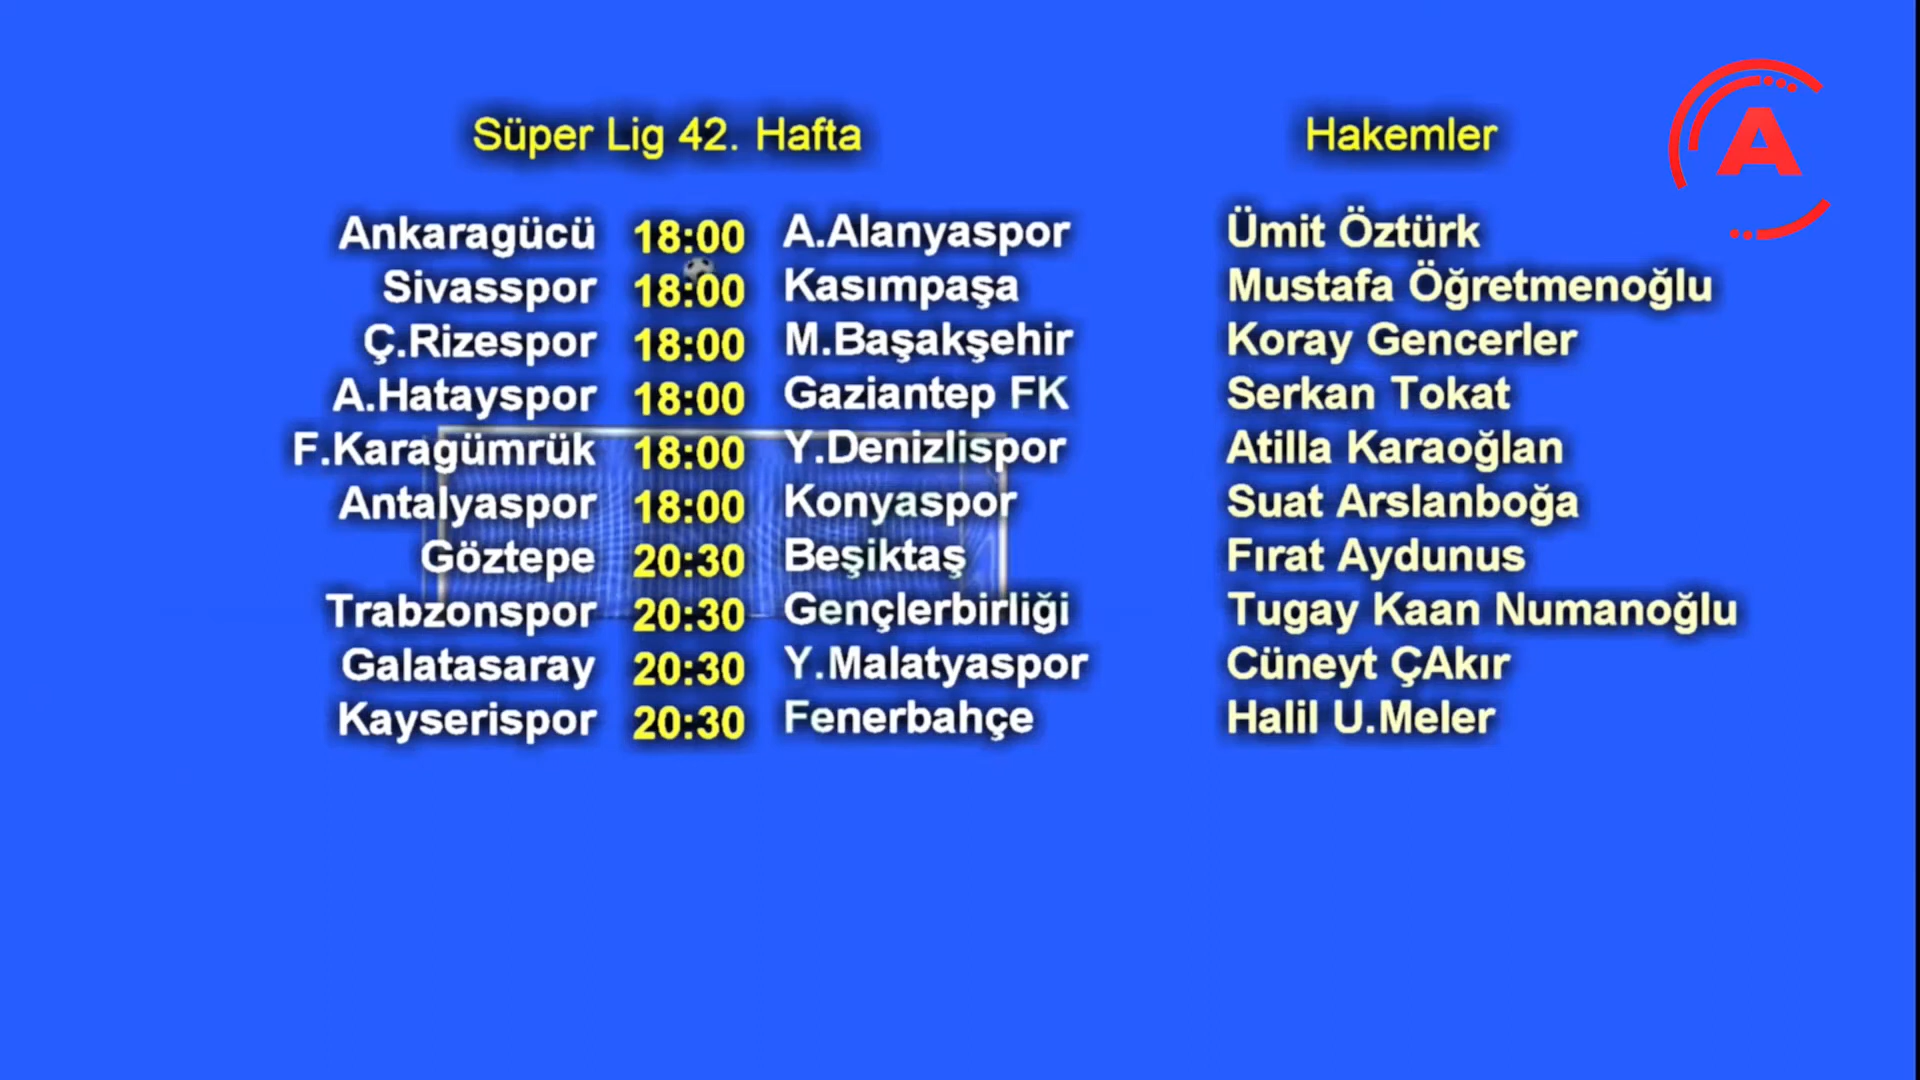 Süper Lig 42. Hafta Hakemler
A
Ankaragücü 18:00 A.Alanyaspor Ümit Öztürk
Sivasspor 18:00 Kasımpaşa Mustafa Öğretmenoğlu
Ç.Rizespor 18:00 M.Başakşehir Koray Gencerler
A.Hatayspor 18:00 Gaziantep FK Serkan Tokat
F.Karagümrük 18:00 Y.Denizlispor Atilla Karaoğlan
Antalyaspor 18:00 Konyaspor Suat Arslanboğa
Göztepe 20:30 Beşiktaş Fırat Aydunus
Trabzonspor 20:30 Gençlerbirliği Tugay Kaan Numanoğlu
Galatasaray 20:30 Y.Malatyaspor Cüneyt ÇAkır
Kayserispor 20:30 Fenerbahçe Halil U.Meler